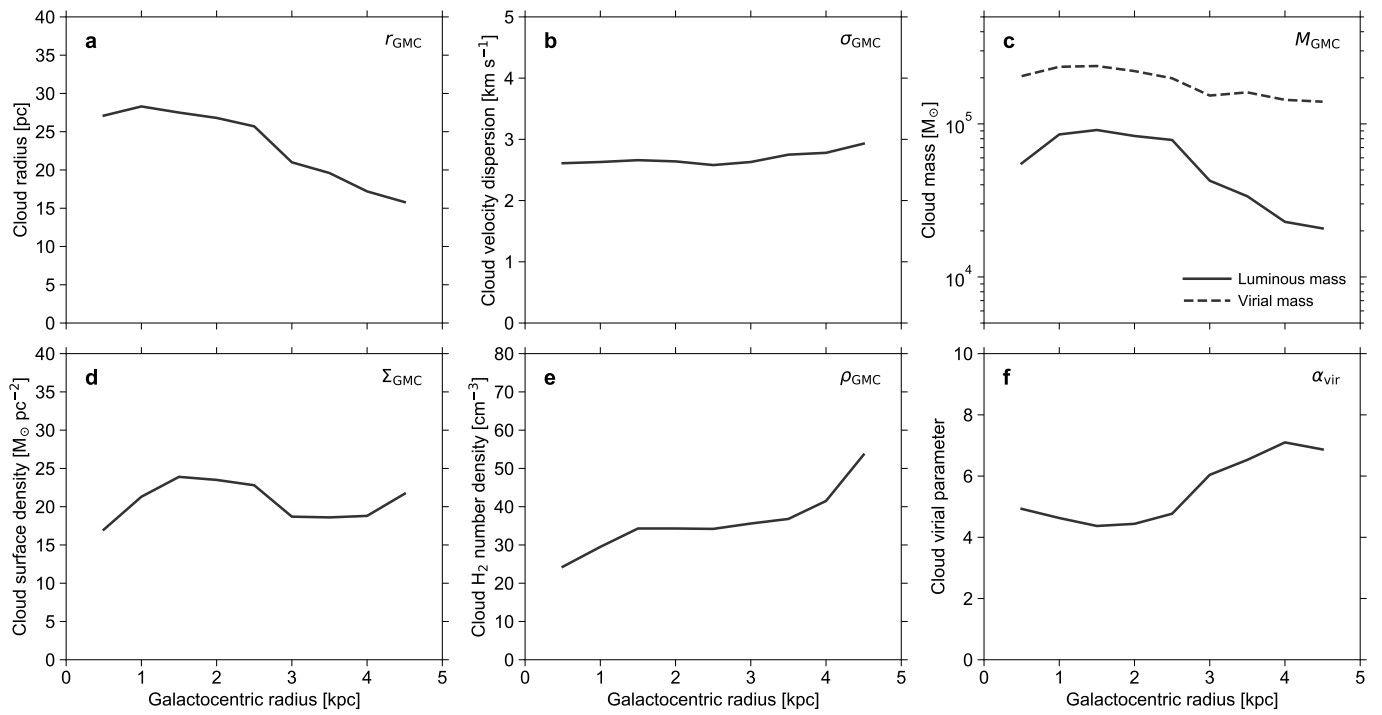 a
r_GMC
Cloud radius [pc]
40
35
30
25
20
15
10
5
0
b
σ_GMC
Cloud velocity dispersion [km s⁻¹]
5
4
3
2
1
0
c
M_GMC
Cloud mass [M_⊙]
10⁵
10⁴
Luminous mass
Virial mass
d
Σ_GMC
Cloud surface density [M_⊙ pc⁻²]
40
35
30
25
20
15
10
5
0
0 1 2 3 4 5
Galactocentric radius [kpc]
e
ρ_GMC
Cloud H₂ number density [cm⁻³]
80
70
60
50
40
30
20
10
0
0 1 2 3 4 5
Galactocentric radius [kpc]
f
α_vir
Cloud virial parameter
10
8
6
4
2
0
0 1 2 3 4 5
Galactocentric radius [kpc]